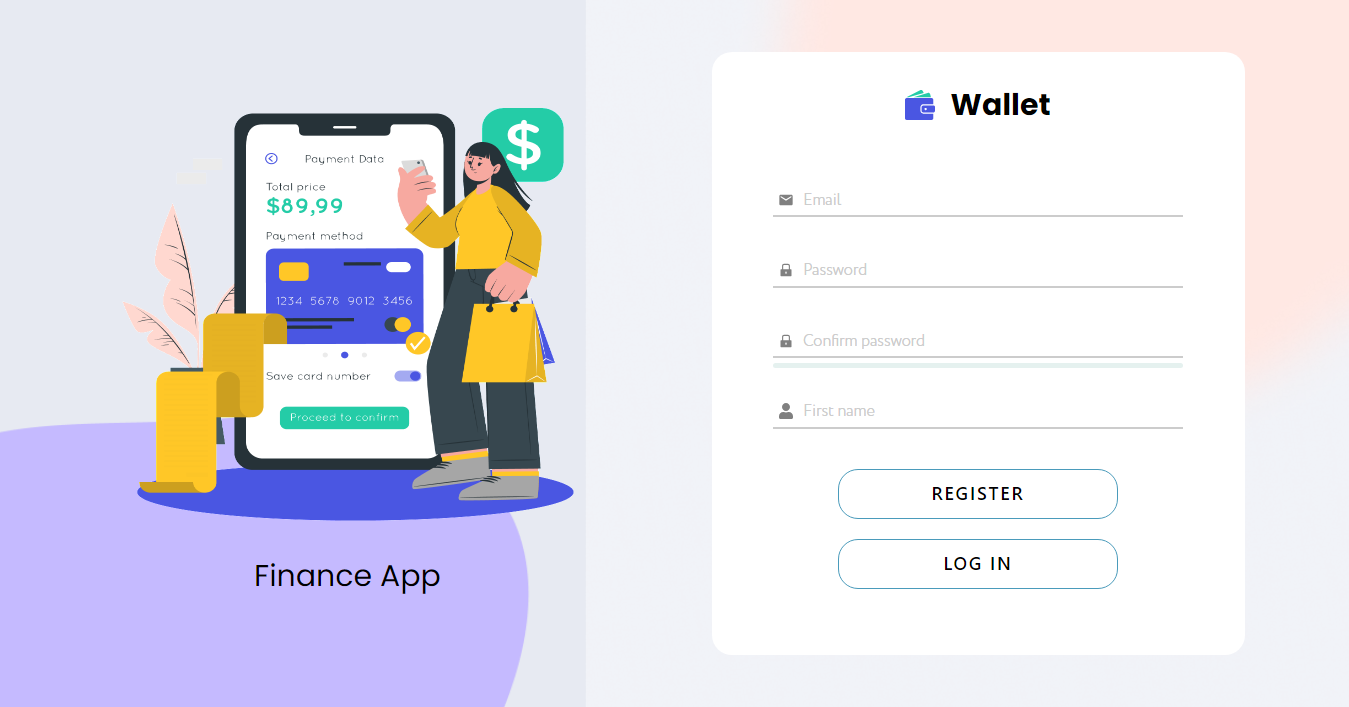 Payment Data
Total price
$89,99
Payment method
1234 5678 9012 3456
Save card number
Proceed to confirm
$
Finance App
Wallet
Email
Password
Confirm password
First name
REGISTER
LOG IN